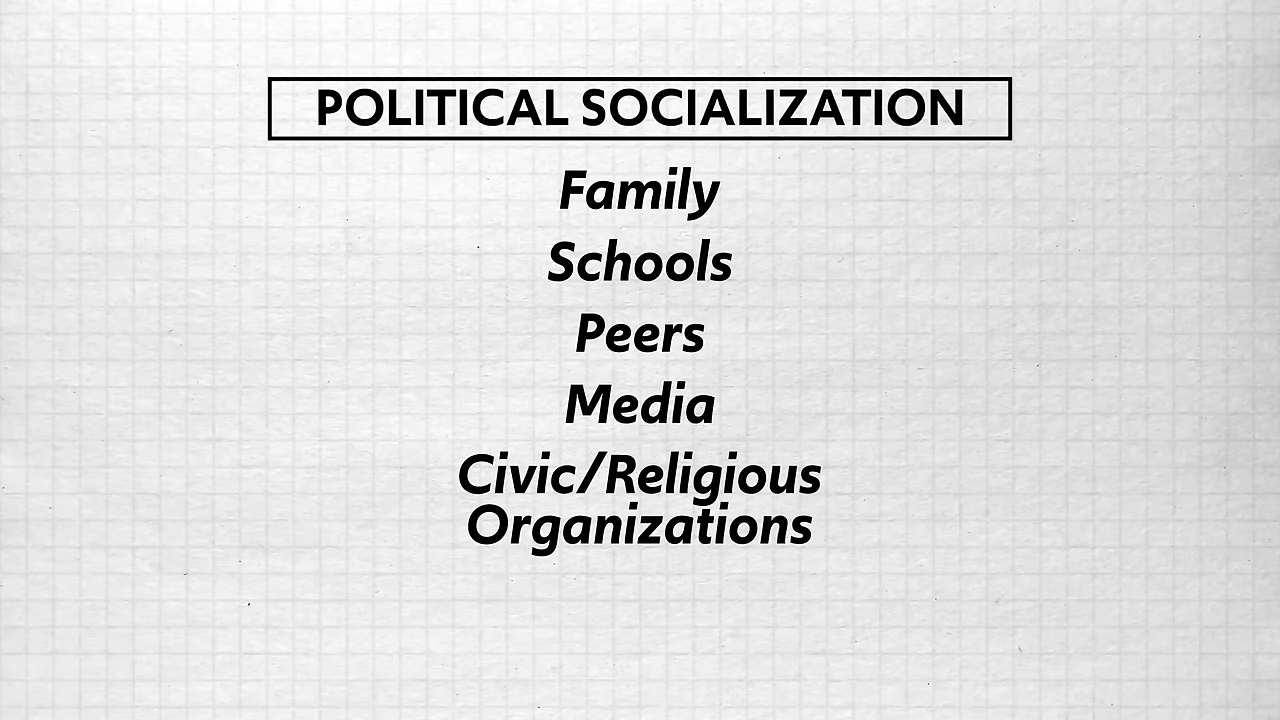 POLITICAL SOCIALIZATION
Family
Schools
Peers
Media
Civic/Religious
Organizations